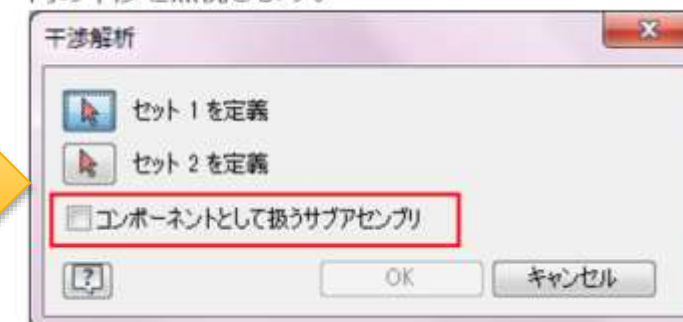 干渉解析
セット 1 を定義
セット 2 を定義
コンポーネントとして扱うサブアセンブリ
OK
キャンセル